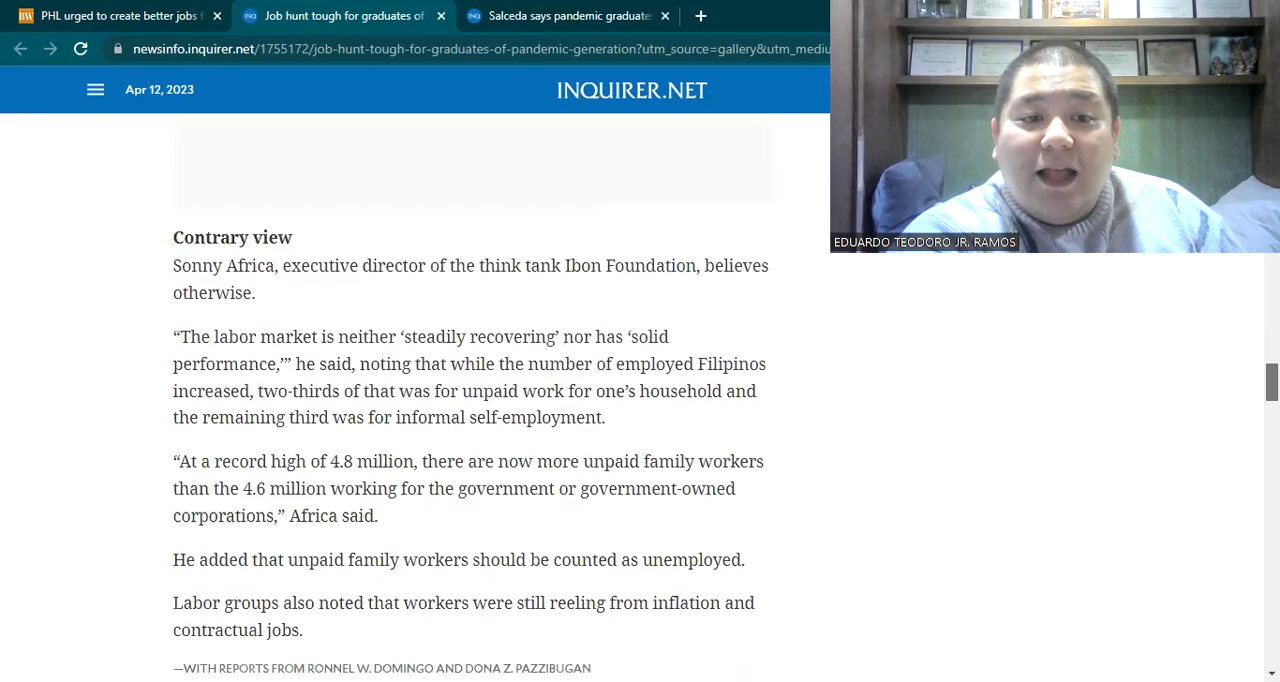 PHL urged to create better jobs f
Job hunt tough for graduates of
Salceda says pandemic graduate
newsinfo.inquirer.net/1755172/job-hunt-tough-for-graduates-of-pandemic-generation?utm_source=gallery&utm_mediu
Apr 12, 2023
INQUIRER.NET
EDUARDO TEODORO JR. RAMOS
Contrary view
Sonny Africa, executive director of the think tank Ibon Foundation, believes
otherwise.
“The labor market is neither ‘steadily recovering’ nor has ‘solid
performance,’” he said, noting that while the number of employed Filipinos
increased, two-thirds of that was for unpaid work for one’s household and
the remaining third was for informal self-employment.
“At a record high of 4.8 million, there are now more unpaid family workers
than the 4.6 million working for the government or government-owned
corporations,” Africa said.
He added that unpaid family workers should be counted as unemployed.
Labor groups also noted that workers were still reeling from inflation and
contractual jobs.
—WITH REPORTS FROM RONNEL W. DOMINGO AND DONA Z. PAZZIBUGAN